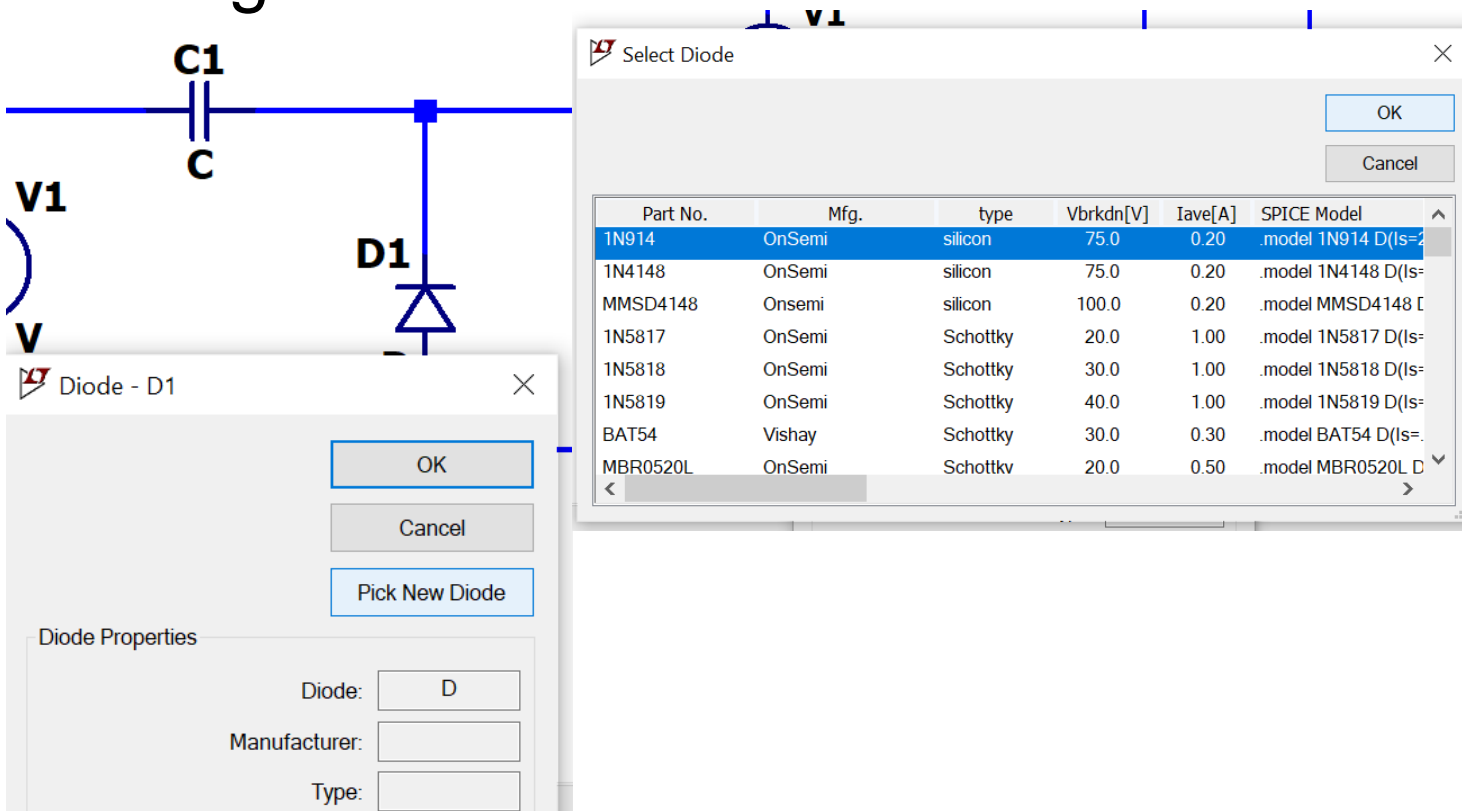 C1
C
V1
V
D1
V1
Select Diode
OK
Cancel
Part No. Mfg. type Vbrkdn[V] Iave[A] SPICE Model
1N914 OnSemi silicon 75.0 0.20 .model 1N914 D(Is=2
1N4148 OnSemi silicon 75.0 0.20 .model 1N4148 D(Is=
MMSD4148 Onsemi silicon 100.0 0.20 .model MMSD4148 D
1N5817 OnSemi Schottky 20.0 1.00 .model 1N5817 D(Is=
1N5818 OnSemi Schottky 30.0 1.00 .model 1N5818 D(Is=
1N5819 OnSemi Schottky 40.0 1.00 .model 1N5819 D(Is=
BAT54 Vishay Schottky 30.0 0.30 .model BAT54 D(Is=.
MBR0520L OnSemi Schottky 20.0 0.50 .model MBR0520L D
Diode - D1
OK
Cancel
Pick New Diode
Diode Properties
Diode: D
Manufacturer:
Type: